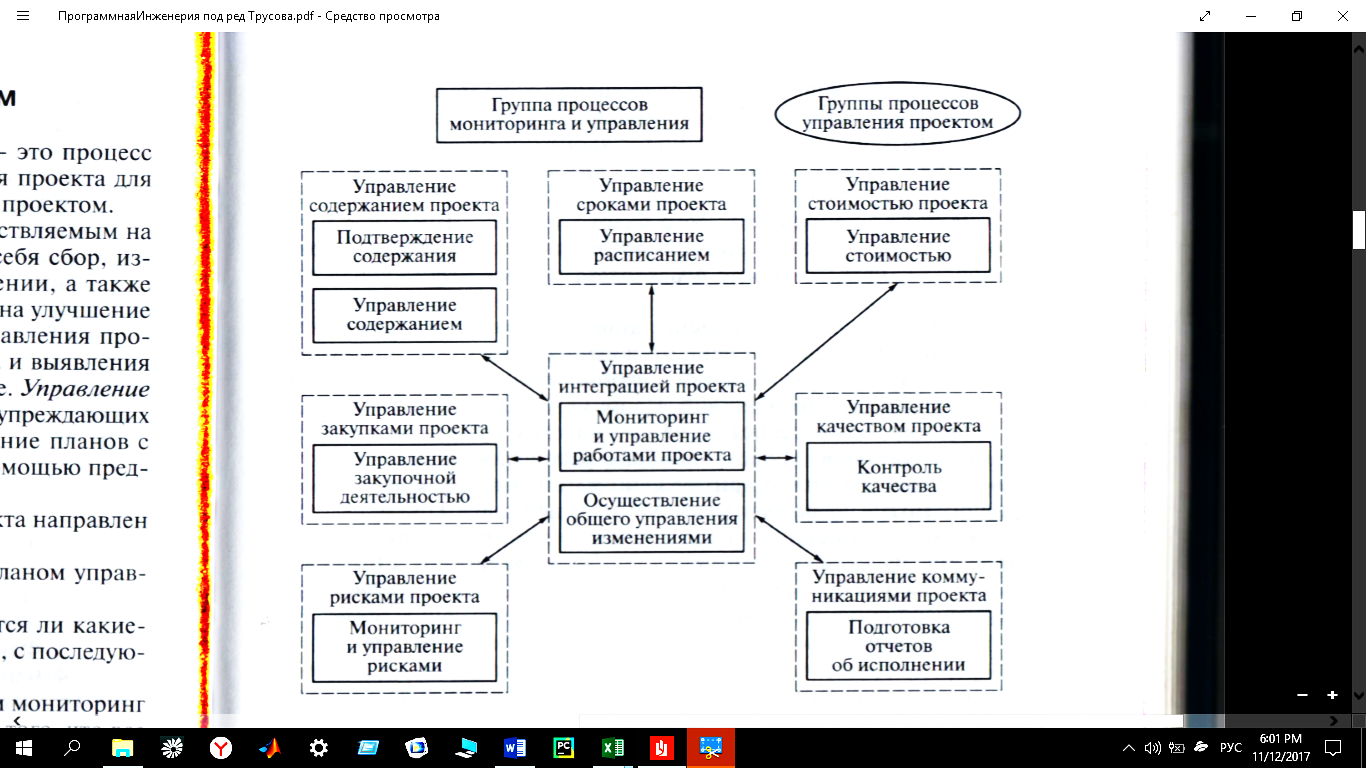 ПрограммнаяИнженерия под ред Трусова.pdf - Средство просмотра
м
– это процесс
я проекта для
проектом.
ствляемым на
себя сбор, из-
ении, а также
на улучшение
авления про-
и выявления
е. Управление
упреждающих
ние планов с
мощью пред-
кта направлен
ланом управ-
тся ли какие-
, с последую-
и мониторинг
Группа процессов
мониторинга и управления
Группы процессов
управления проектом
Управление
содержанием проекта
Подтверждение
содержания
Управление
содержанием
Управление
сроками проекта
Управление
расписанием
Управление
стоимостью проекта
Управление
стоимостью
Управление
интеграцией проекта
Мониторинг
и управление
работами проекта
Осуществление
общего управления
изменениями
Управление
закупками проекта
Управление
закупочной
деятельностью
Управление
качеством проекта
Контроль
качества
Управление
рисками проекта
Мониторинг
и управление
рисками
Управление комму-
никациями проекта
Подготовка
отчетов
об исполнении
РУС
6:01 PM
11/12/2017